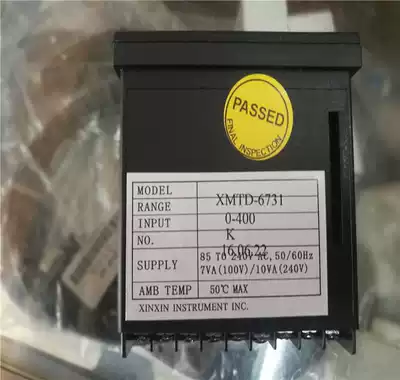 PASSED
FINAL INSPECTION
MODEL XMTD-6731
RANGE 0-400
INPUT K
NO. 16.06.22
SUPPLY 85 TO 240V AC, 50/60Hz
7VA(100V)/10VA(240V)
AMB TEMP 50℃ MAX
XINXIN INSTRUMENT INC.